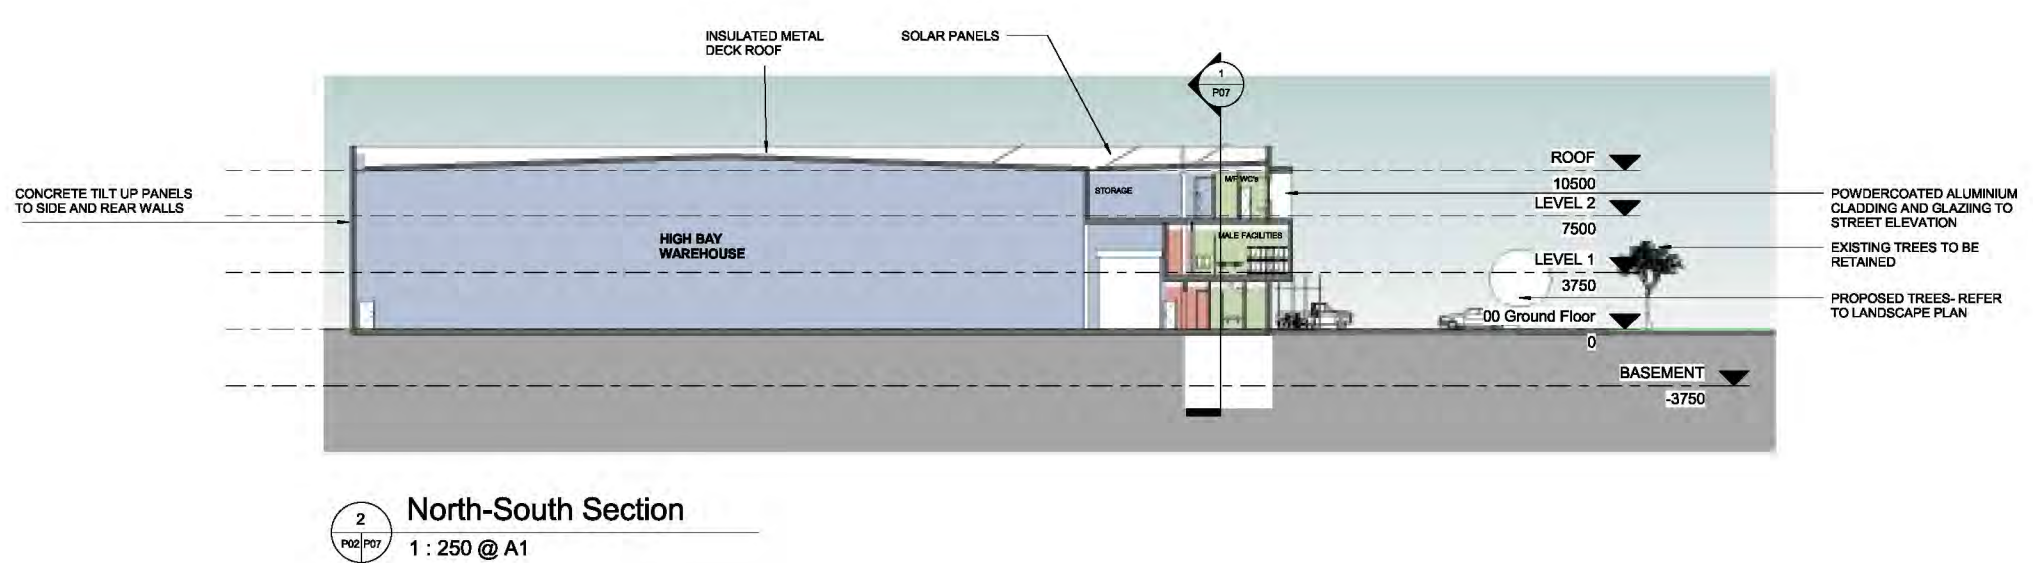 INSULATED METAL
DECK ROOF
SOLAR PANELS
1
P07
CONCRETE TILT UP PANELS
TO SIDE AND REAR WALLS
STORAGE
M/F WC's
HIGH BAY
WAREHOUSE
MALE FACILITIES
ROOF
10500
LEVEL 2
7500
LEVEL 1
3750
00 Ground Floor
0
BASEMENT
-3750
POWDERCOATED ALUMINIUM
CLADDING AND GLAZIING TO
STREET ELEVATION
EXISTING TREES TO BE
RETAINED
PROPOSED TREES- REFER
TO LANDSCAPE PLAN
2
P02 P07
North-South Section
1 : 250 @ A1